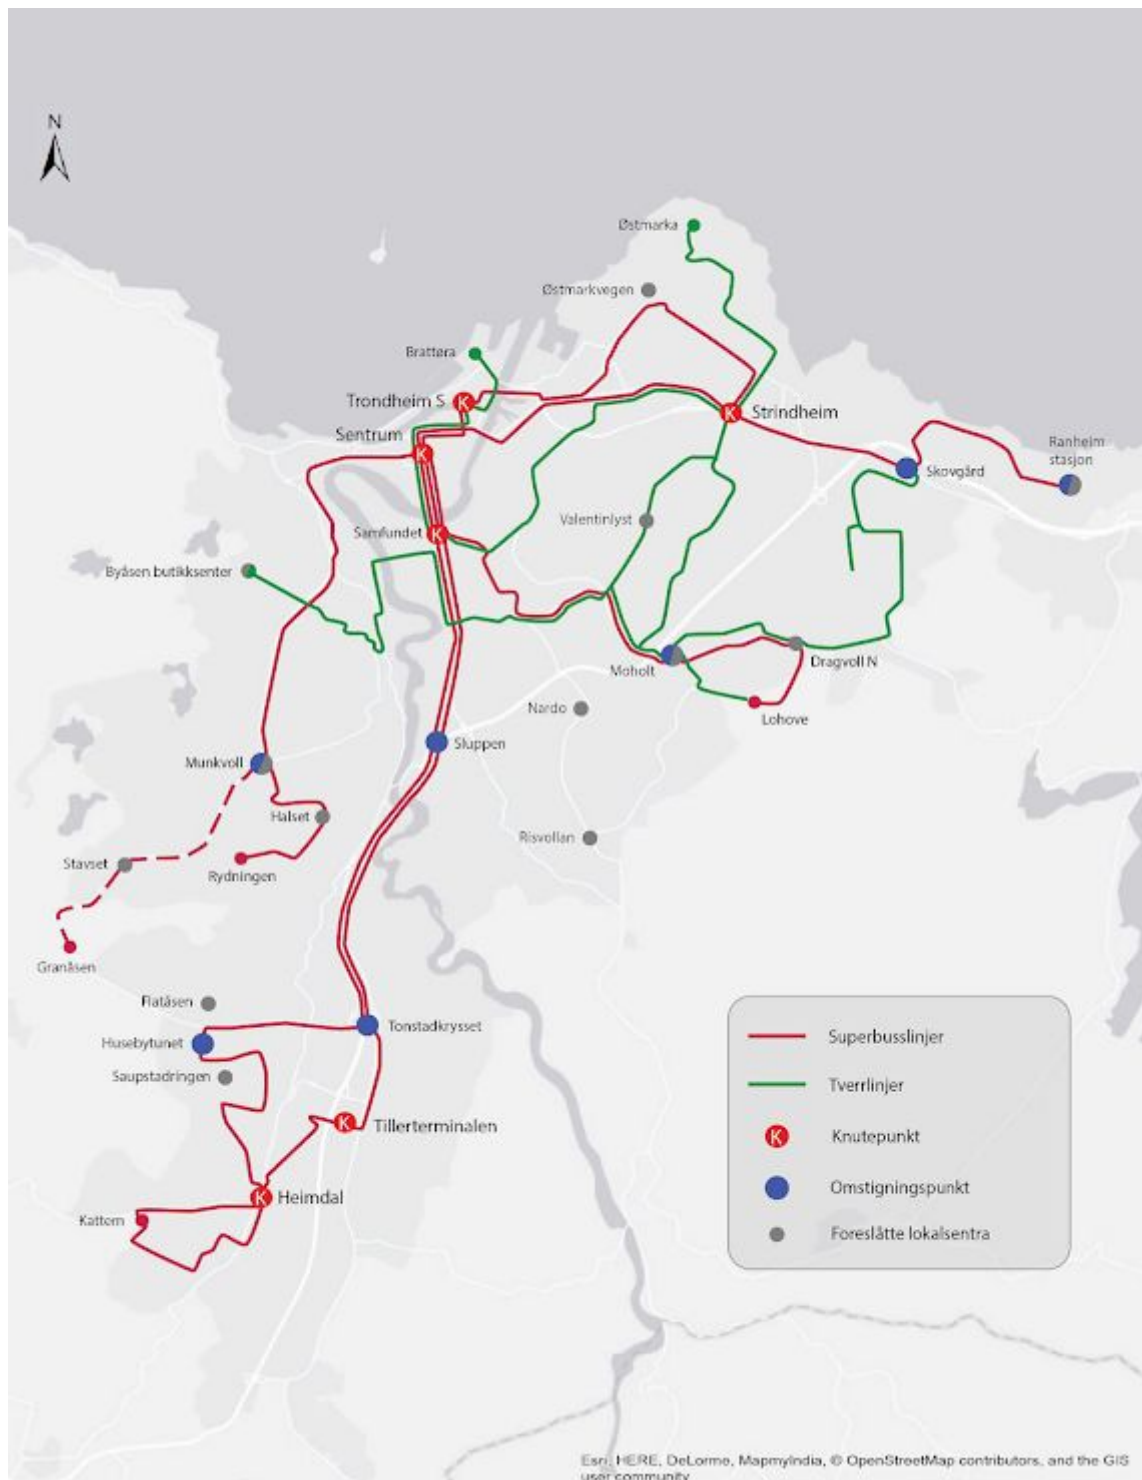 N
Østmarka
Østmarkvegen
Brattøra
Trondheim S
K
Sentrum
K
Strindheim
K
Ranheim
stasjon
Skovgård
Valentinlyst
Samfundet
K
Byåsen butikksenter
Moholt
Dragvoll N
Lohove
Nardo
Sluppen
Munkvoll
Halset
Risvollan
Stavset
Rydningen
Granåsen
Flatåsen
Tonstadkrysset
Husebytunet
Saupstadringen
K
Tillerterminalen
K
Heimdal
Kattem
Superbusslinjer
Tverrlinjer
K
Knutepunkt
Omstigningspunkt
Foreslåtte lokalsentra
Esri, HERE, DeLorme, MapmyIndia, © OpenStreetMap contributors, and the GIS
user community